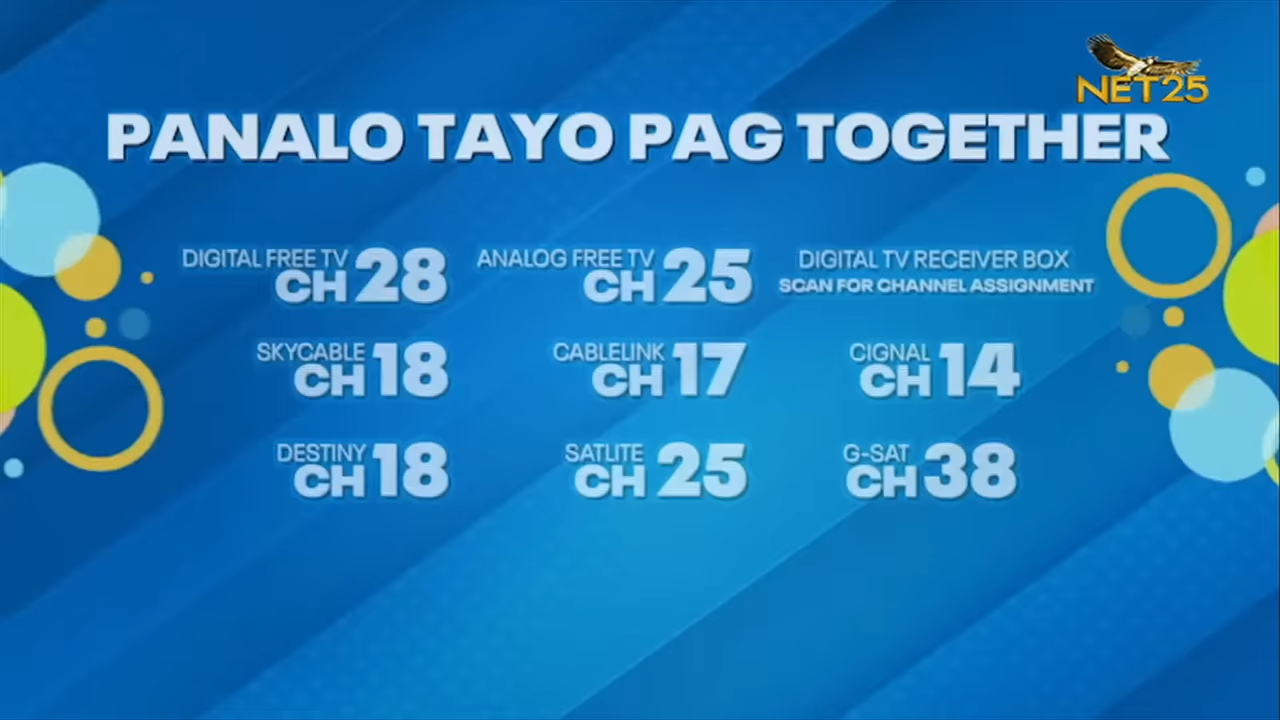 NET25
PANALO TAYO PAG TOGETHER
DIGITAL FREE TV CH 28
ANALOG FREE TV CH 25
DIGITAL TV RECEIVER BOX
SCAN FOR CHANNEL ASSIGNMENT
SKYCABLE CH 18
CABLELINK CH 17
CIGNAL CH 14
DESTINY CH 18
SATLITE CH 25
G-SAT CH 38